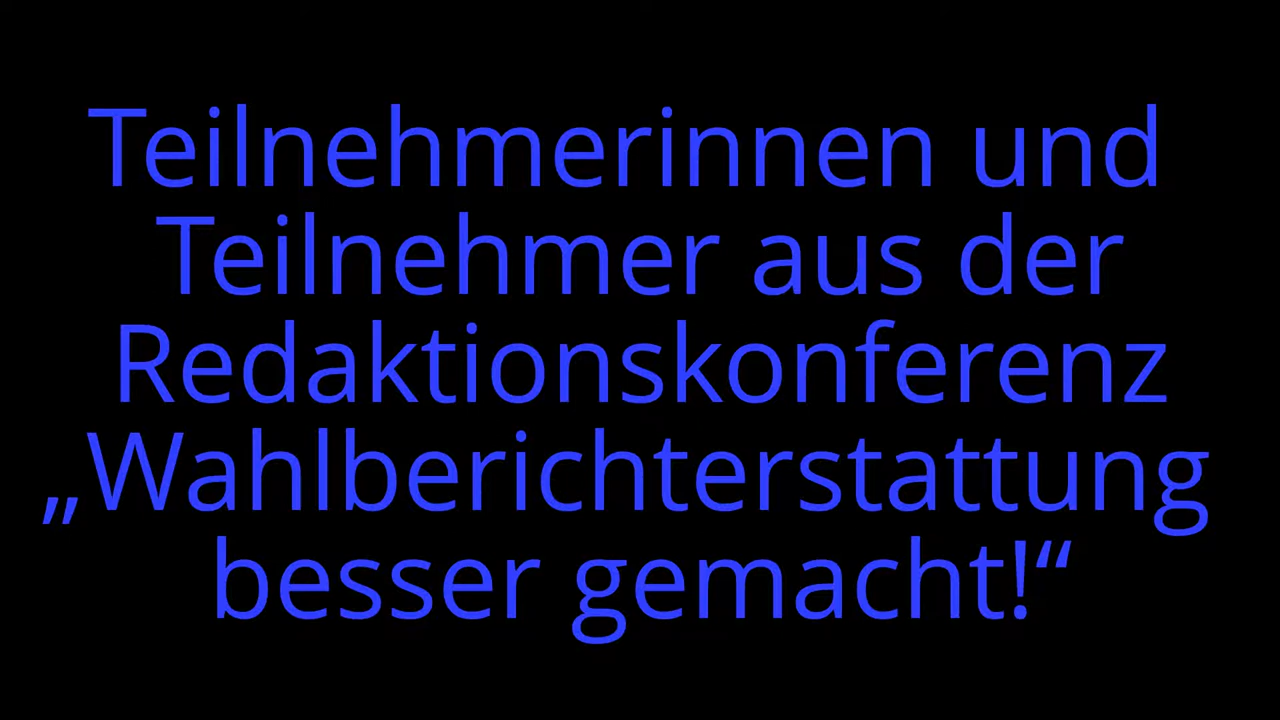 Teilnehmerinnen und
Teilnehmer aus der
Redaktionskonferenz
„Wahlberichterstattung
besser gemacht!“